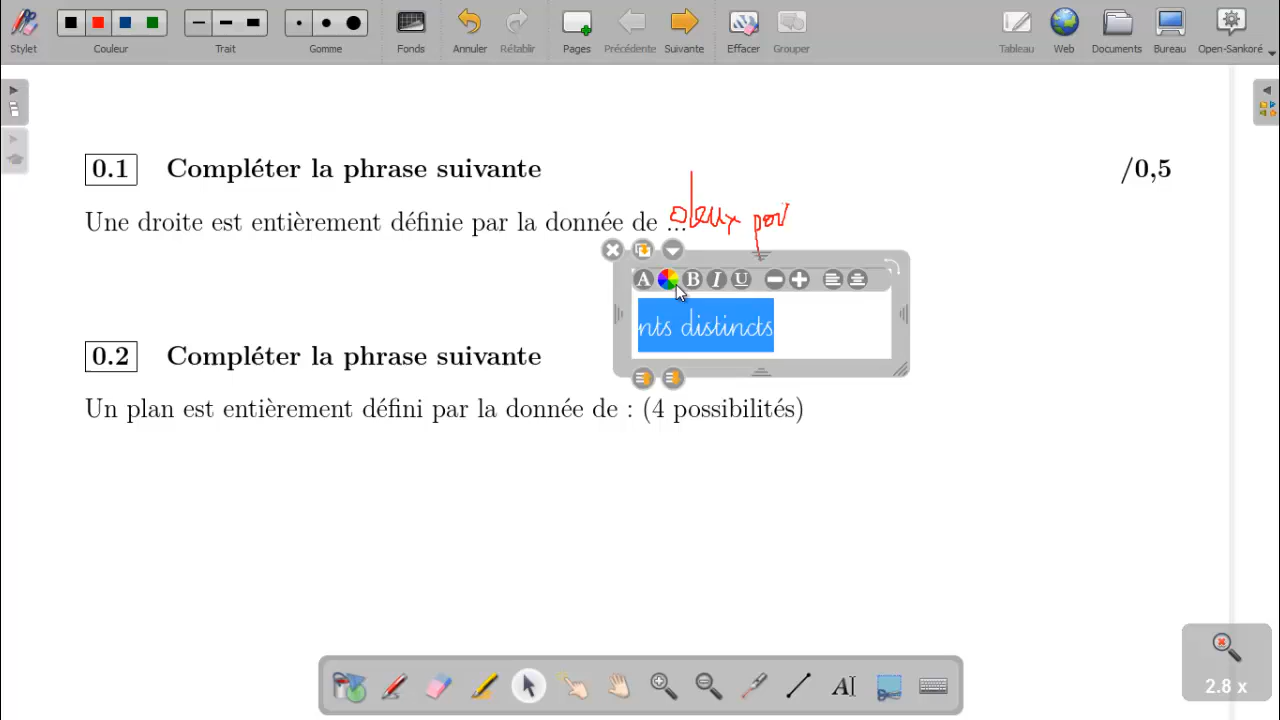 Stylet Couleur Trait Gomme Fonds Annuler Rétablir Pages Précédente Suivante Effacer Grouper Tableau Web Documents Bureau Open-Sankoré
0.1 Compléter la phrase suivante /0,5
Une droite est entièrement définie par la donnée de ... deux poi
A B I U
nts distincts
0.2 Compléter la phrase suivante
Un plan est entièrement défini par la donnée de : (4 possibilités)
A
2.8 x